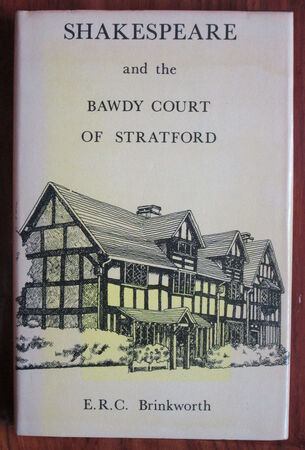 SHAKESPEARE
and the
BAWDY COURT
OF STRATFORD
E.R.C. Brinkworth